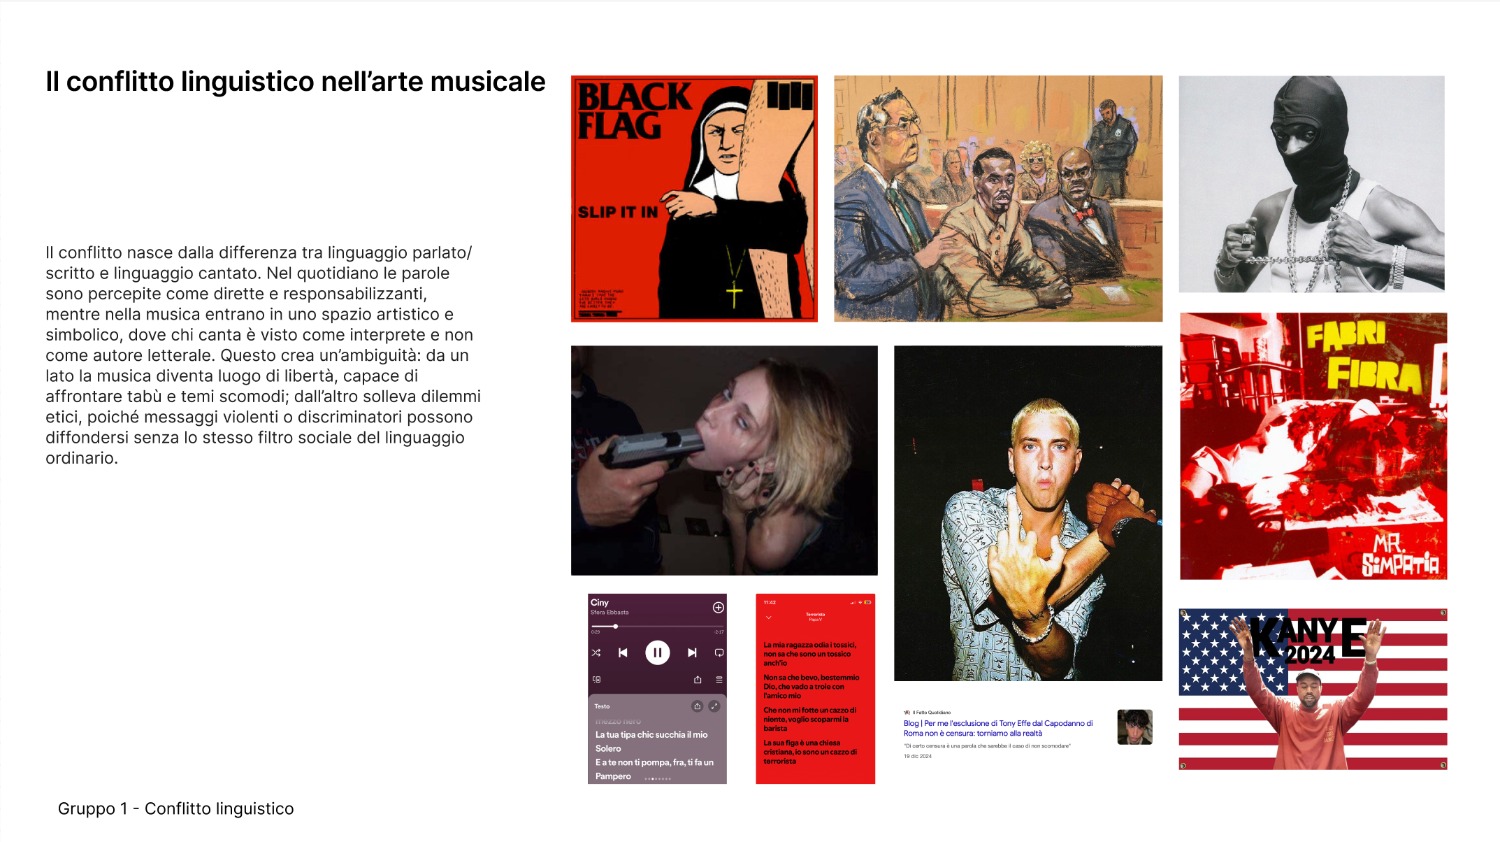 Il conflitto linguistico nell'arte musicale
Il conflitto nasce dalla differenza tra linguaggio parlato/
scritto e linguaggio cantato. Nel quotidiano le parole
sono percepite come dirette e responsabilizzanti,
mentre nella musica entrano in uno spazio artistico e
simbolico, dove chi canta è visto come interprete e non
come autore letterale. Questo crea un'ambiguità: da un
lato la musica diventa luogo di libertà, capace di
affrontare tabù e temi scomodi; dall'altro solleva dilemmi
etici, poiché messaggi violenti o discriminatori possono
diffondersi senza lo stesso filtro sociale del linguaggio
ordinario.
BLACK
FLAG
SLIP IT IN
FABRI
FIBRA
MR.
SiMPATiA
Ciny
Sfera Ebbasta
Testo
mezzo nero
La tua tipa chic succhia il mio
Solero
E a te non ti pompa, fra, ti fa un
Pampero
11:42
Terrorista
La mia ragazza odia i tossici,
non sa che sono un tossico
anch'io
Non sa che bevo, bestemmio
Dio, che vado a troie con
l'amico mio
Che non mi fotte un cazzo di
niente, voglio scoparmi la
barista
La sua figa è una chiesa
cristiana, io sono un cazzo di
terrorista
Il Fatto Quotidiano
Blog | Per me l'esclusione di Tony Effe dal Capodanno di
Roma non è censura: torniamo alla realtà
"Di certo censura è una parola che sarebbe il caso di non scomodare"
19 dic 2024
KANYE
2024
Gruppo 1 - Conflitto linguistico